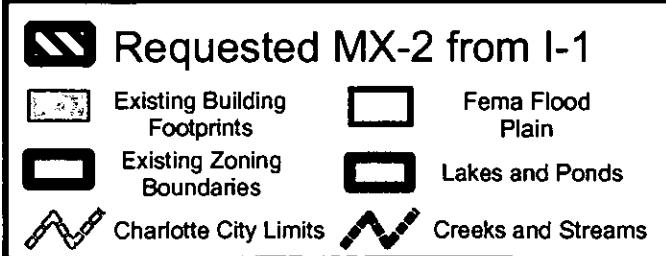 Requested MX-2 from I-1
Existing Building
Footprints
Fema Flood
Plain
Existing Zoning
Boundaries
Lakes and Ponds
Charlotte City Limits
Creeks and Streams